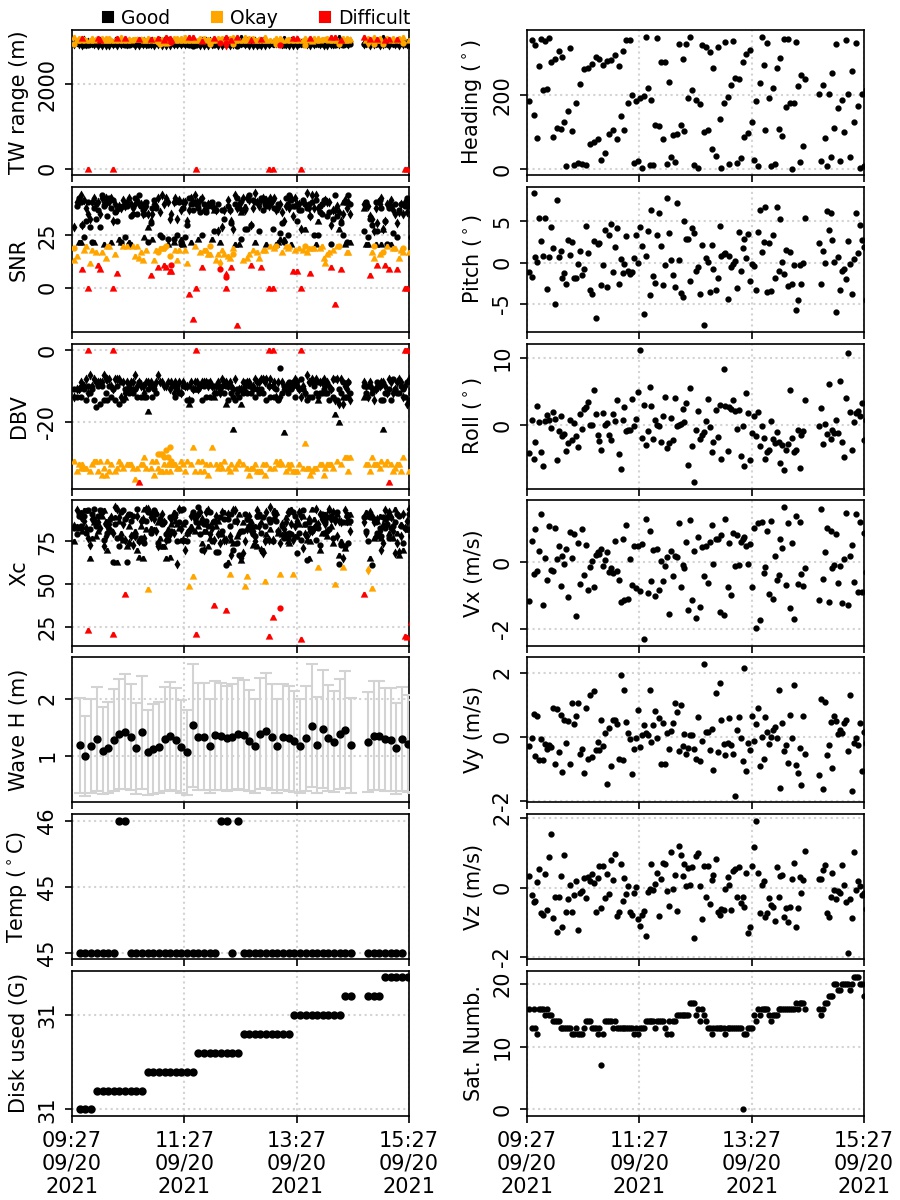 Good Okay Difficult
TW range (m)
2000
0
SNR
25
0
DBV
0
-20
Xc
75
50
25
Wave H (m)
2
1
Temp (°C)
46
45
45
Disk used (G)
31
31
09:27 11:27 13:27 15:27
09/20 09/20 09/20 09/20
2021 2021 2021 2021
Heading (°)
200
0
Pitch (°)
5
0
-5
Roll (°)
10
0
Vx (m/s)
0
-2
Vy (m/s)
2
0
-2
Vz (m/s)
2
0
-2
Sat. Numb.
20
10
0
09:27 11:27 13:27 15:27
09/20 09/20 09/20 09/20
2021 2021 2021 2021